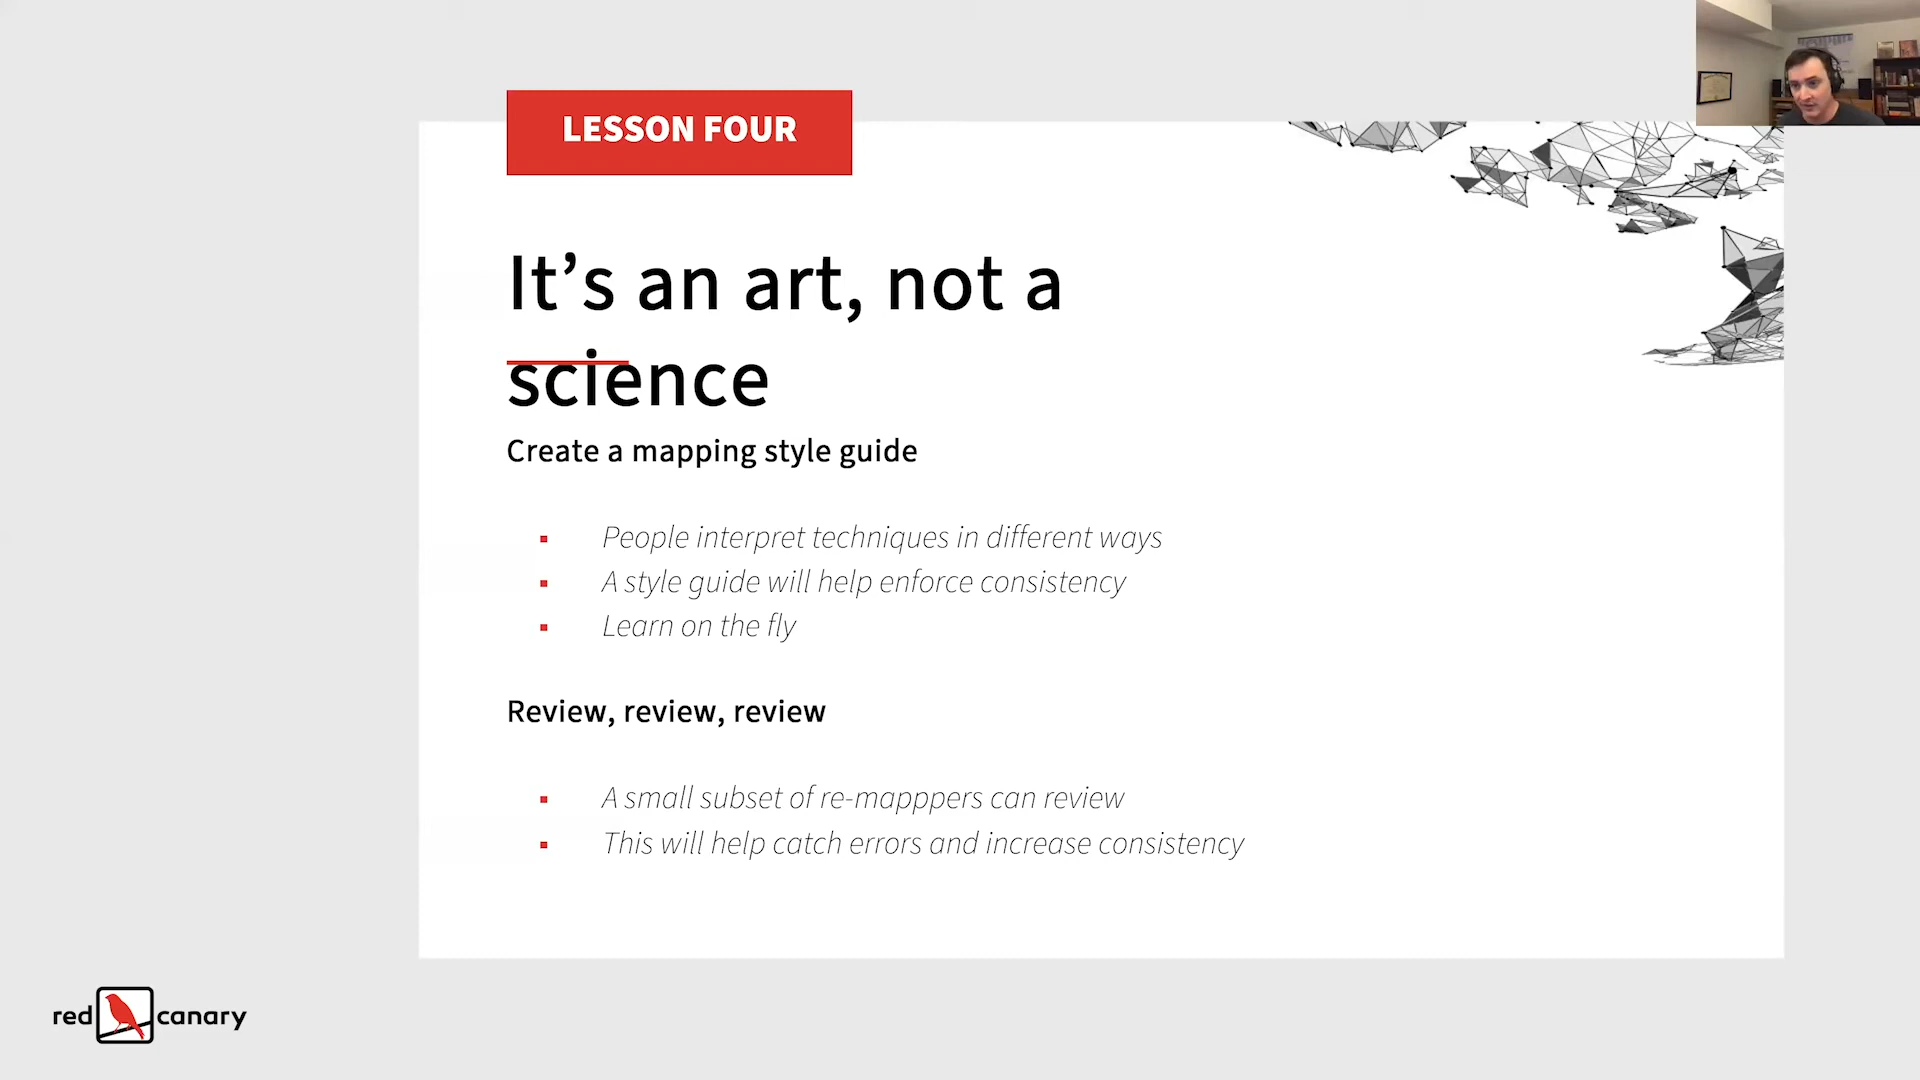 LESSON FOUR
It’s an art, not a
science
Create a mapping style guide
People interpret techniques in different ways
A style guide will help enforce consistency
Learn on the fly
Review, review, review
A small subset of re-mapppers can review
This will help catch errors and increase consistency
red canary